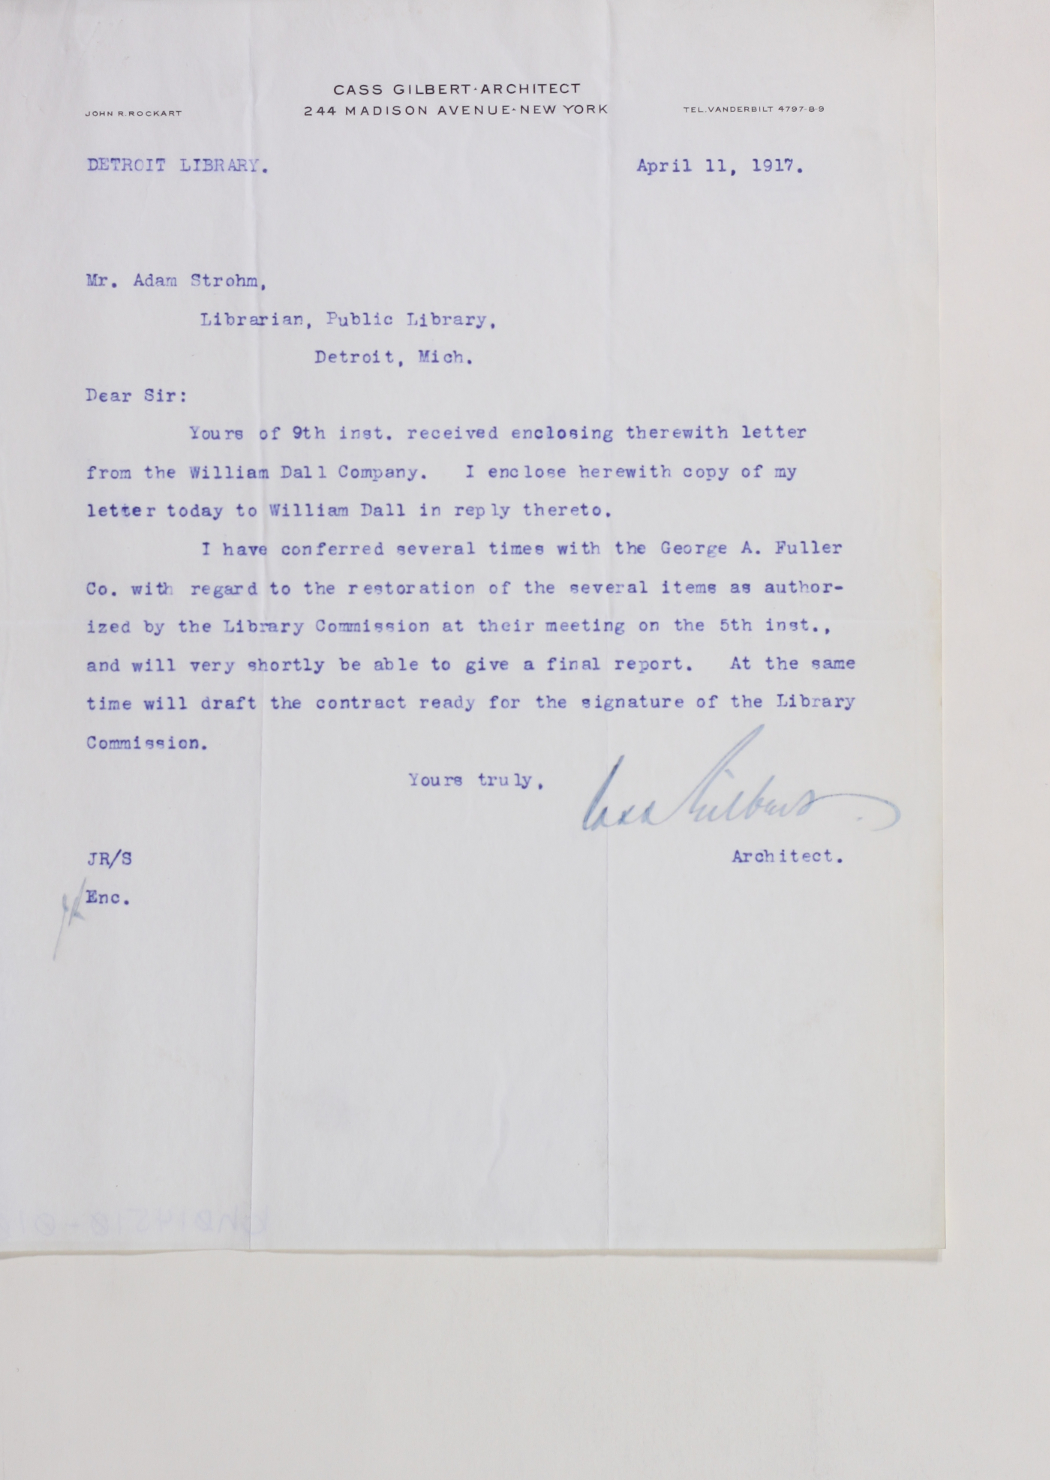 CASS GILBERT·ARCHITECT
JOHN R. ROCKART
244 MADISON AVENUE·NEW YORK
TEL. VANDERBILT 4797-8-9
DETROIT LIBRARY.
April 11, 1917.
Mr. Adam Strohm,
Librarian, Public Library,
Detroit, Mich.
Dear Sir:
Yours of 9th inst. received enclosing therewith letter
from the William Dall Company. I enclose herewith copy of my
letter today to William Dall in reply thereto.
I have conferred several times with the George A. Fuller
Co. with regard to the restoration of the several items as author-
ized by the Library Commission at their meeting on the 5th inst.,
and will very shortly be able to give a final report. At the same
time will draft the contract ready for the signature of the Library
Commission.
Yours truly,
Cass Gilbert
JR/S
Architect.
Enc.